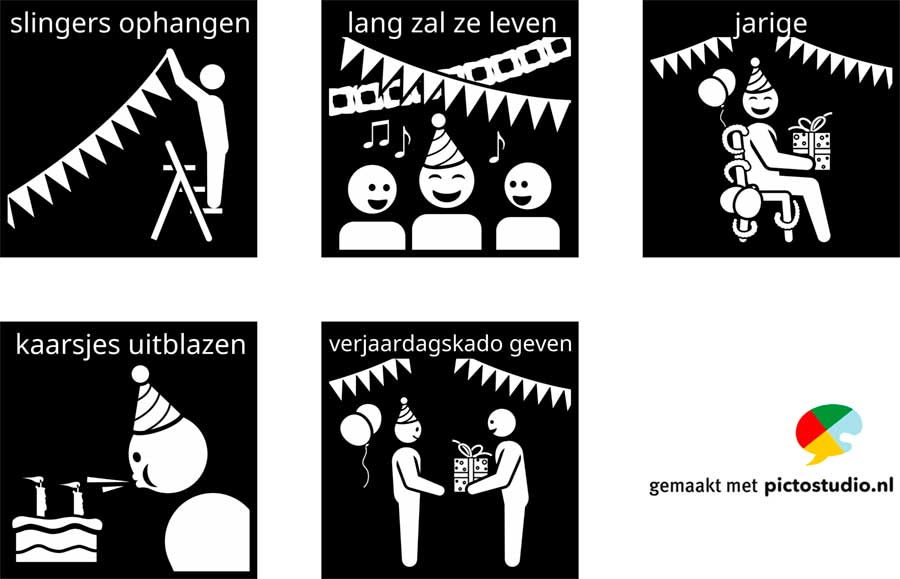 slingers ophangen
lang zal ze leven
jarige
kaarsjes uitblazen
verjaardagskado geven
gemaakt met pictostudio.nl